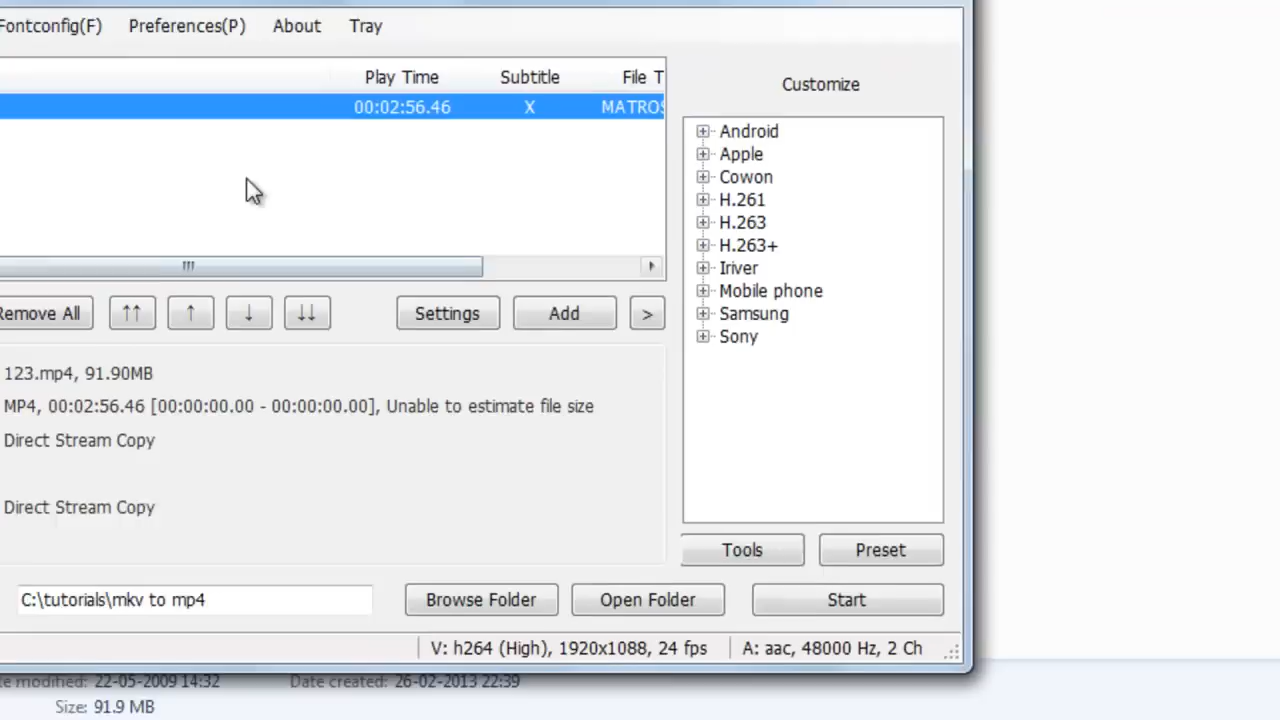 Fontconfig(F) Preferences(P) About Tray
Play Time Subtitle File T
00:02:56.46 X MATROS
Customize
Android
Apple
Cowon
H.261
H.263
H.263+
Iriver
Mobile phone
Samsung
Sony
Remove All ↑↑ ↑ ↓ ↓↓ Settings Add >
123.mp4, 91.90MB
MP4, 00:02:56.46 [00:00:00.00 - 00:00:00.00], Unable to estimate file size
Direct Stream Copy
Direct Stream Copy
Tools Preset
C:\tutorials\mkv to mp4 Browse Folder Open Folder Start
V: h264 (High), 1920x1088, 24 fps A: aac, 48000 Hz, 2 Ch
te modified: 22-05-2009 14:32 Date created: 26-02-2013 22:39
Size: 91.9 MB